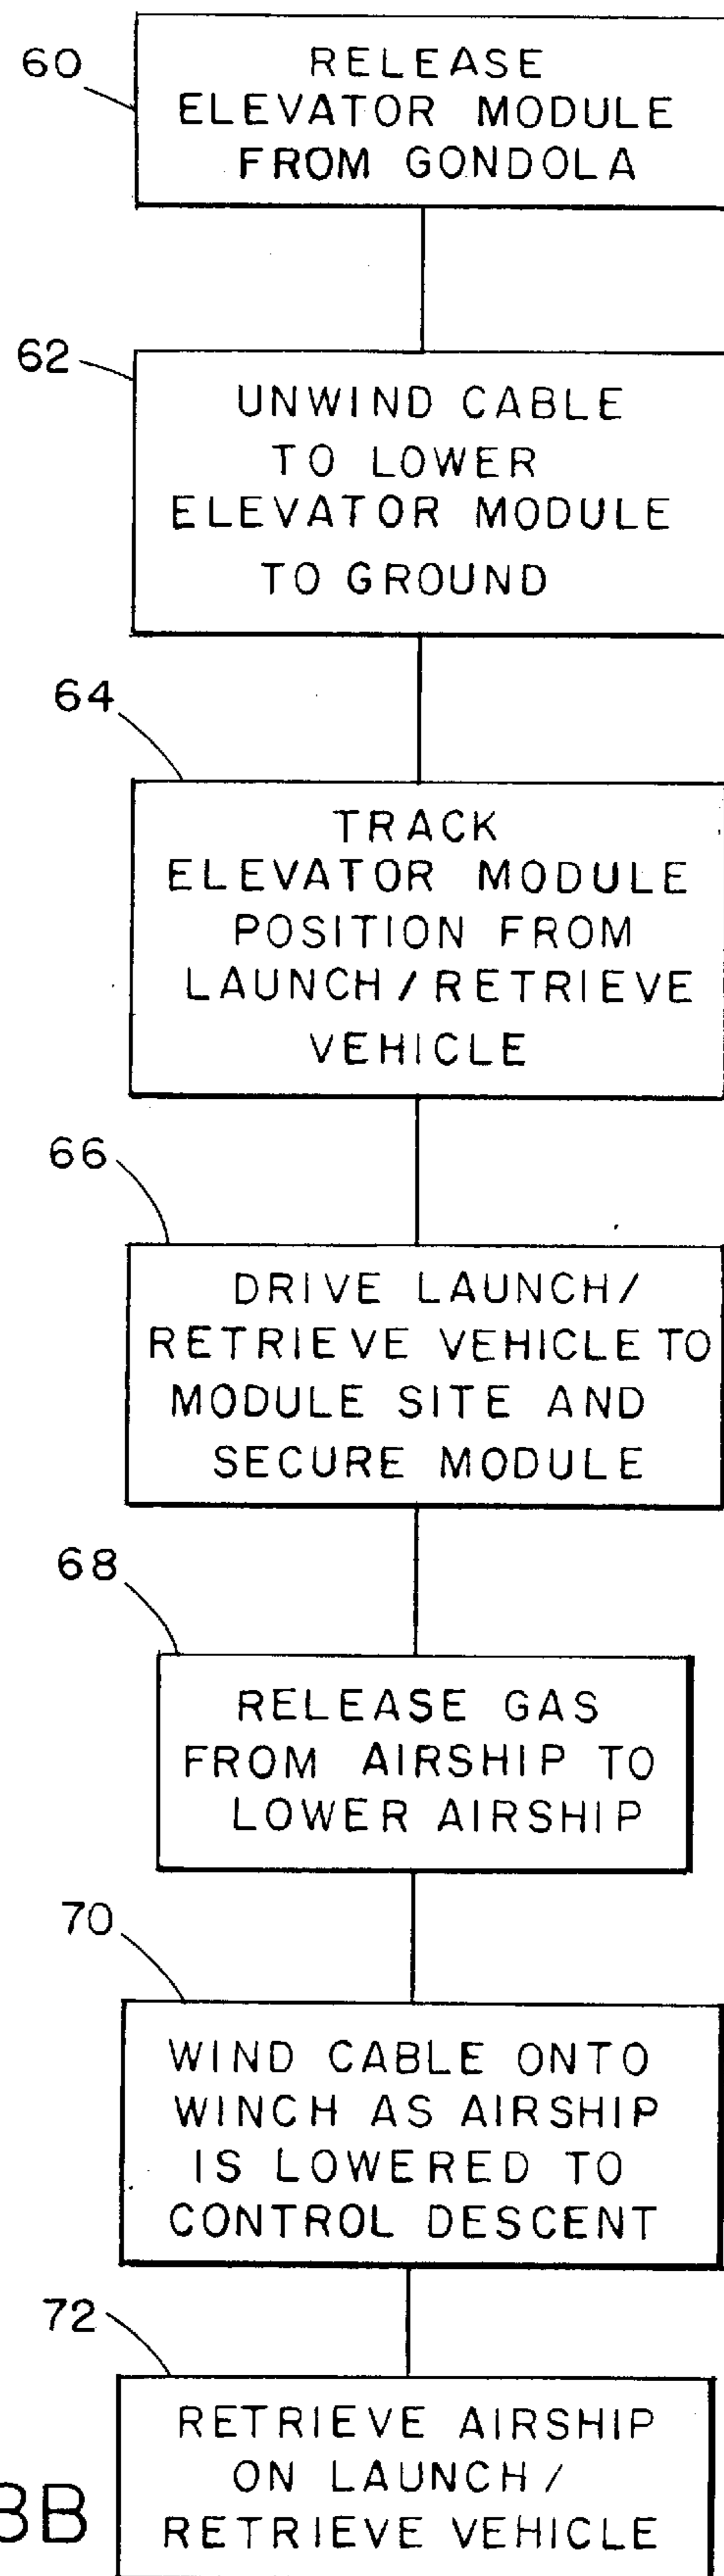 60
RELEASE
ELEVATOR MODULE
FROM GONDOLA
62
UNWIND CABLE
TO LOWER
ELEVATOR MODULE
TO GROUND
64
TRACK
ELEVATOR MODULE
POSITION FROM
LAUNCH/RETRIEVE
VEHICLE
66
DRIVE LAUNCH/
RETRIEVE VEHICLE TO
MODULE SITE AND
SECURE MODULE
68
RELEASE GAS
FROM AIRSHIP TO
LOWER AIRSHIP
70
WIND CABLE ONTO
WINCH AS AIRSHIP
IS LOWERED TO
CONTROL DESCENT
72
RETRIEVE AIRSHIP
ON LAUNCH/
RETRIEVE VEHICLE